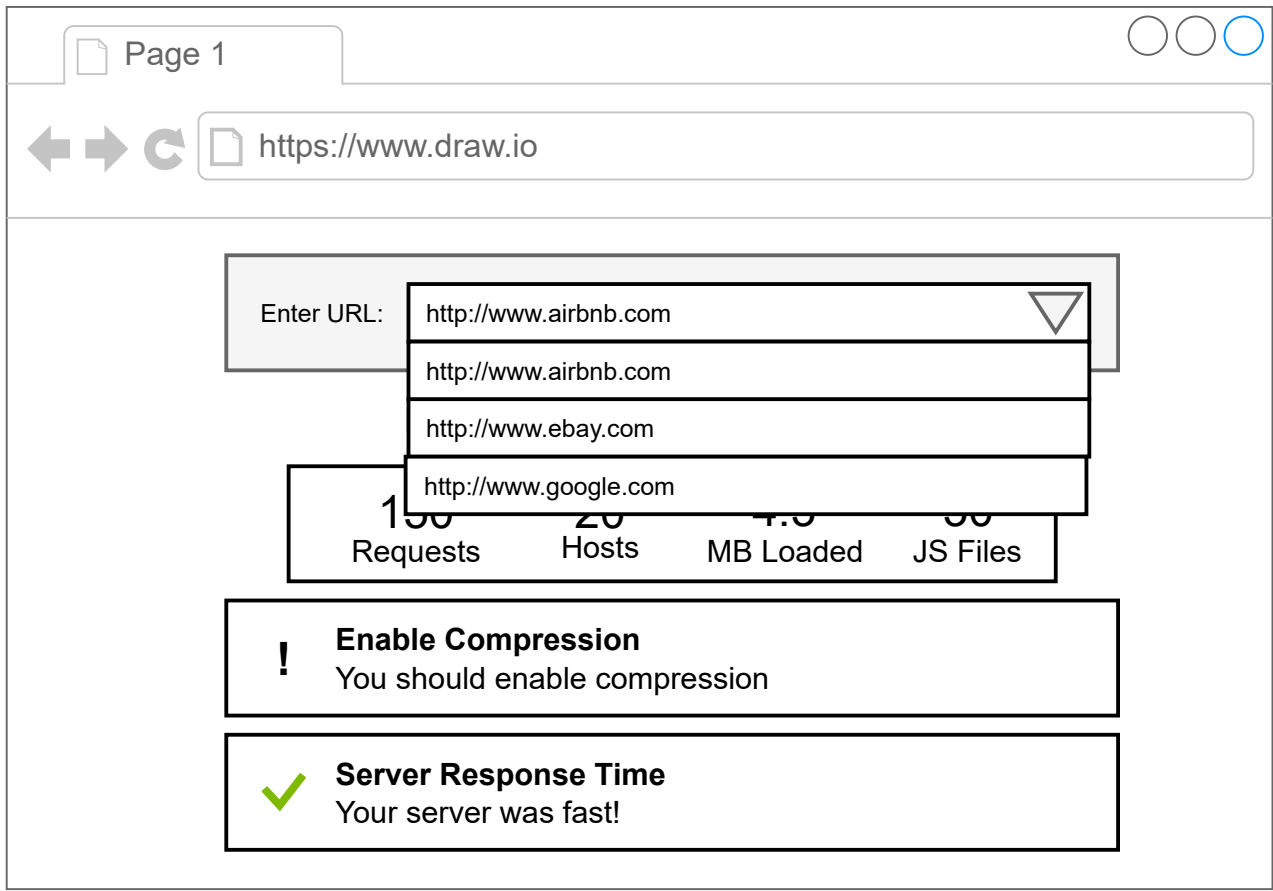 Page 1
https://www.draw.io
Enter URL:
http://www.airbnb.com
http://www.airbnb.com
http://www.ebay.com
http://www.google.com
Requests
Hosts
MB Loaded
JS Files
!
Enable Compression
You should enable compression
Server Response Time
Your server was fast!